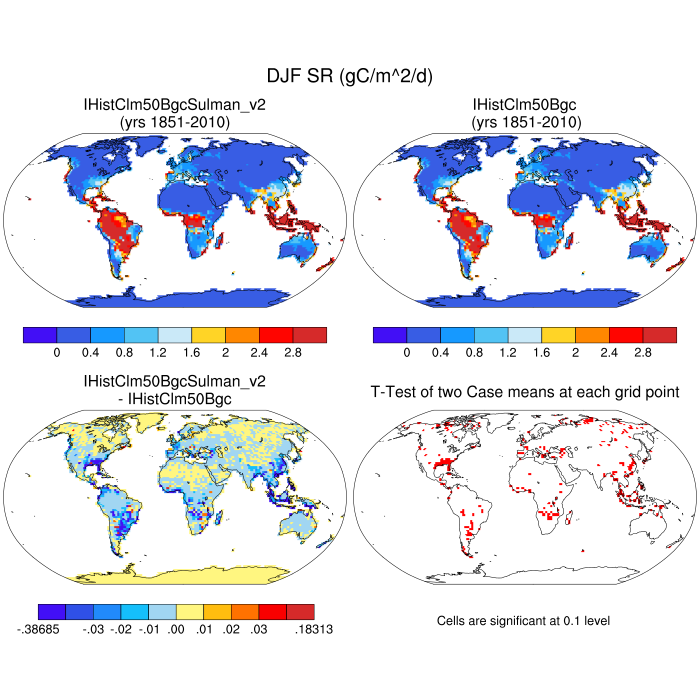 DJF SR (gC/m^2/d)
IHistClm50BgcSulman_v2
(yrs 1851-2010)
IHistClm50Bgc
(yrs 1851-2010)
0 0.4 0.8 1.2 1.6 2 2.4 2.8
0 0.4 0.8 1.2 1.6 2 2.4 2.8
IHistClm50BgcSulman_v2
- IHistClm50Bgc
T-Test of two Case means at each grid point
-.38685 -.03 -.02 -.01 .00 .01 .02 .03 .18313
Cells are significant at 0.1 level